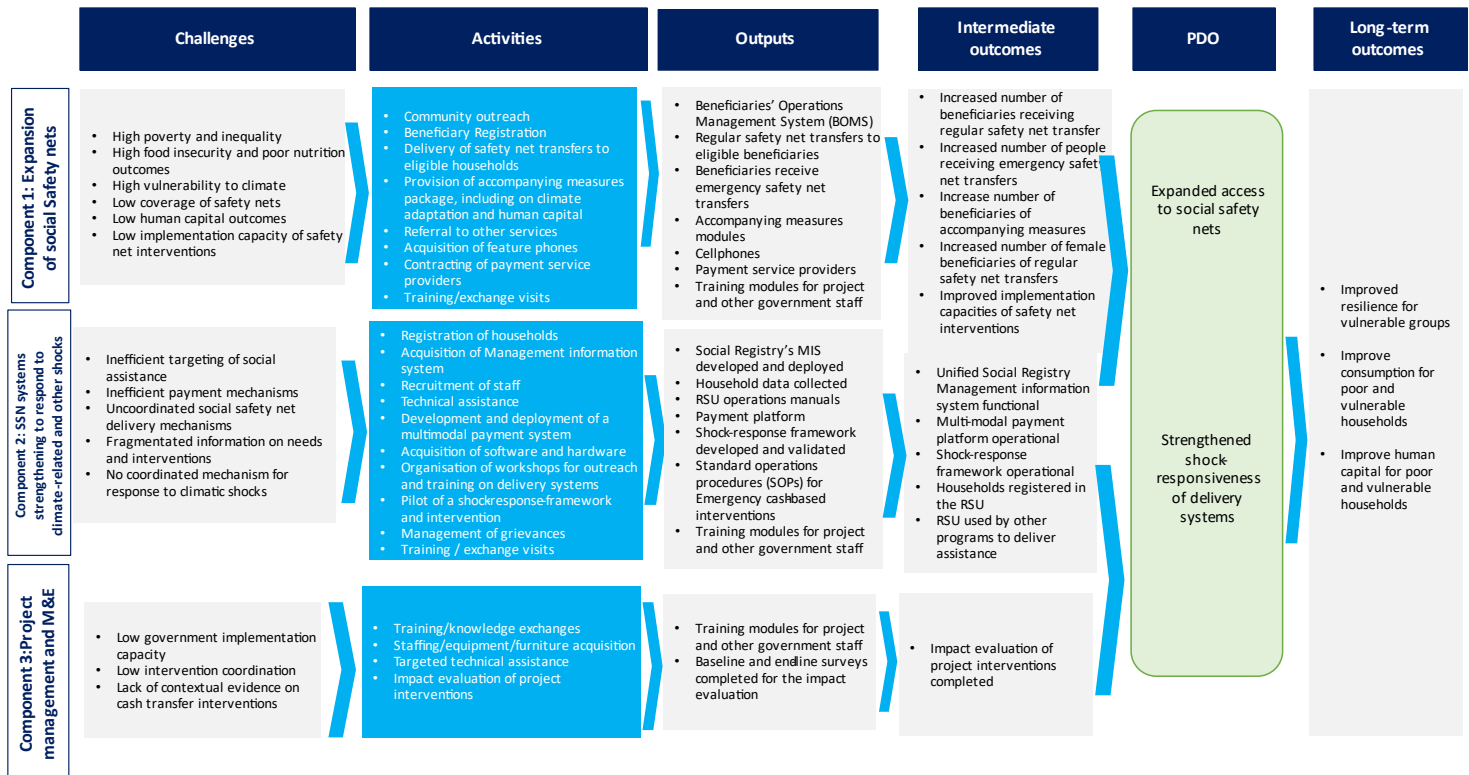 Challenges
Activities
Outputs
Intermediate
outcomes
PDO
Long-term
outcomes
Component 1: Expansion
of social Safety nets
• High poverty and inequality
• High food insecurity and poor nutrition
outcomes
• High vulnerability to climate
• Low coverage of safety nets
• Low human capital outcomes
• Low implementation capacity of safety
net interventions
• Community outreach
• Beneficiary Registration
• Delivery of safety net transfers to
eligible households
• Provision of accompanying measures
package, including on climate
adaptation and human capital
• Referral to other services
• Acquisition of feature phones
• Contracting of payment service
providers
• Training/exchange visits
• Beneficiaries' Operations
Management System (BOMS)
• Regular safety net transfers to
eligible beneficiaries
• Beneficiaries receive
emergency safety net
transfers
• Accompanying measures
modules
• Cellphones
• Payment service providers
• Training modules for project
and other government staff
• Increased number of
beneficiaries receiving
regular safety net transfer
• Increased number of people
receiving emergency safety
net transfers
• Increase number of
beneficiaries of
accompanying measures
• Increased number of female
beneficiaries of regular
safety net transfers
• Improved implementation
capacities of safety net
interventions
Component 2: SSN systems
strengthening to respond to
climate-related and other shocks
• Inefficient targeting of social
assistance
• Inefficient payment mechanisms
• Uncoordinated social safety net
delivery mechanisms
• Fragmentated information on needs
and interventions
• No coordinated mechanism for
response to climatic shocks
• Registration of households
• Acquisition of Management information
system
• Recruitment of staff
• Technical assistance
• Development and deployment of a
multimodal payment system
• Acquisition of software and hardware
• Organisation of workshops for outreach
and training on delivery systems
• Pilot of a shockresponse-framework
and intervention
• Management of grievances
• Training / exchange visits
• Social Registry's MIS
developed and deployed
• Household data collected
• RSU operations manuals
• Payment platform
• Shock-response framework
developed and validated
• Standard operations
procedures (SOPs) for
Emergency cash-based
interventions
• Training modules for project
and other government staff
• Unified Social Registry
Management information
system functional
• Multi-modal payment
platform operational
• Shock-response
framework operational
• Households registered in
the RSU
• RSU used by other
programs to deliver
assistance
Component 3:Project
management and M&E
• Low government implementation
capacity
• Low intervention coordination
• Lack of contextual evidence on
cash transfer interventions
• Training/knowledge exchanges
• Staffing/equipment/furniture acquisition
• Targeted technical assistance
• Impact evaluation of project
interventions
• Training modules for project
and other government staff
• Baseline and endline surveys
completed for the impact
evaluation
• Impact evaluation of
project interventions
completed
Expanded access
to social safety
nets
Strengthened
shock-
responsiveness
of delivery
systems
• Improved
resilience for
vulnerable groups
• Improve
consumption for
poor and
vulnerable
households
• Improve human
capital for poor
and vulnerable
households